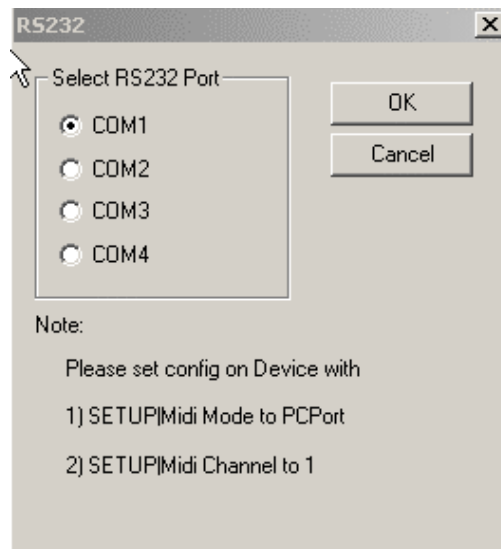 RS232
Select RS232 Port
COM1
COM2
COM3
COM4
OK
Cancel
Note:
Please set config on Device with
1) SETUP|Midi Mode to PCPort
2) SETUP|Midi Channel to 1